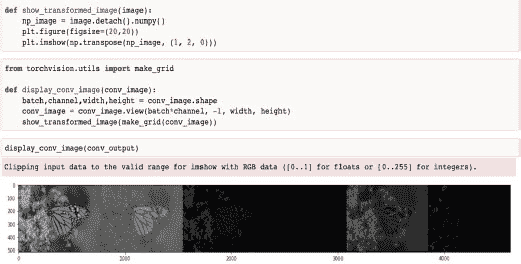 def show_transformed_image(image):
    np_image = image.detach().numpy()
    plt.figure(figsize=(20,20))
    plt.imshow(np.transpose(np_image, (1, 2, 0)))
from torchvision.utils import make_grid
def display_conv_image(conv_image):
    batch,channel,width,height = conv_image.shape
    conv_image = conv_image.view(batch*channel, -1, width, height)
    show_transformed_image(make_grid(conv_image))
display_conv_image(conv_output)
Clipping input data to the valid range for imshow with RGB data ([0..1] for floats or [0..255] for integers).
0
100
200
300
400
500
0 1000 2000 3000 4000